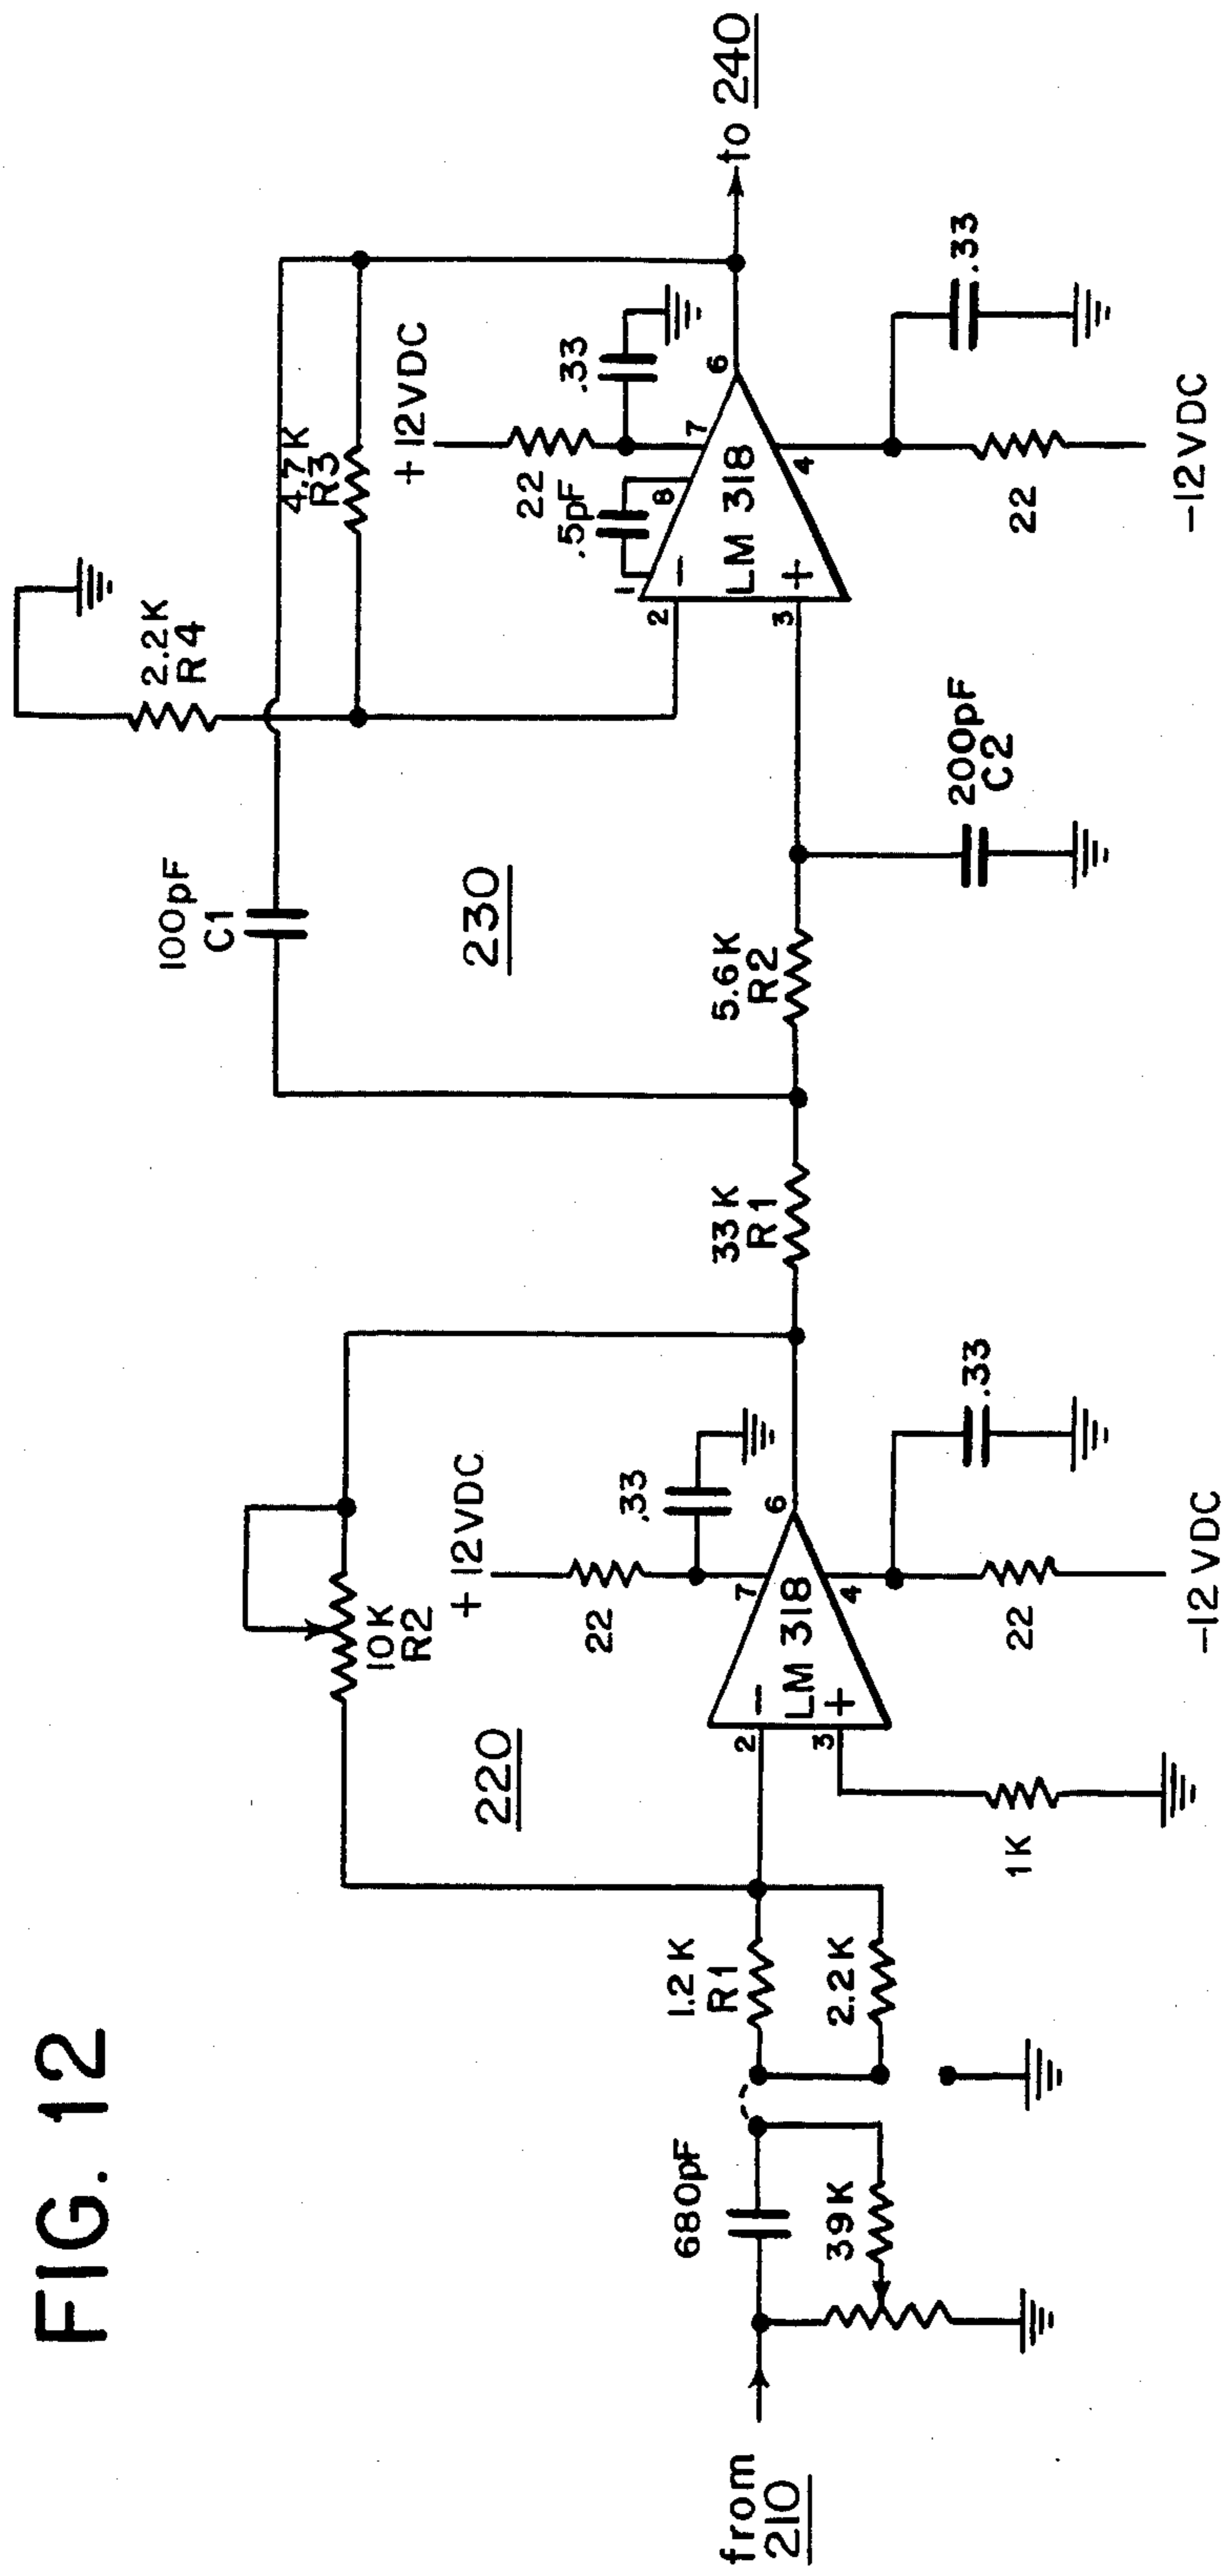 FIG. 12
from
210
680pF
39K
1.2K
R1
2.2K
220
10K
R2
+12VDC
22
.33
2
3
LM 318
-
+
7
4
6
1K
22
.33
-12VDC
33K
R1
100pF
C1
230
5.6K
R2
200pF
C2
2.2K
R4
4.7K
R3
+12VDC
22
.33
.5pF
1
8
7
2
3
LM 318
-
+
4
6
22
.33
-12VDC
to 240